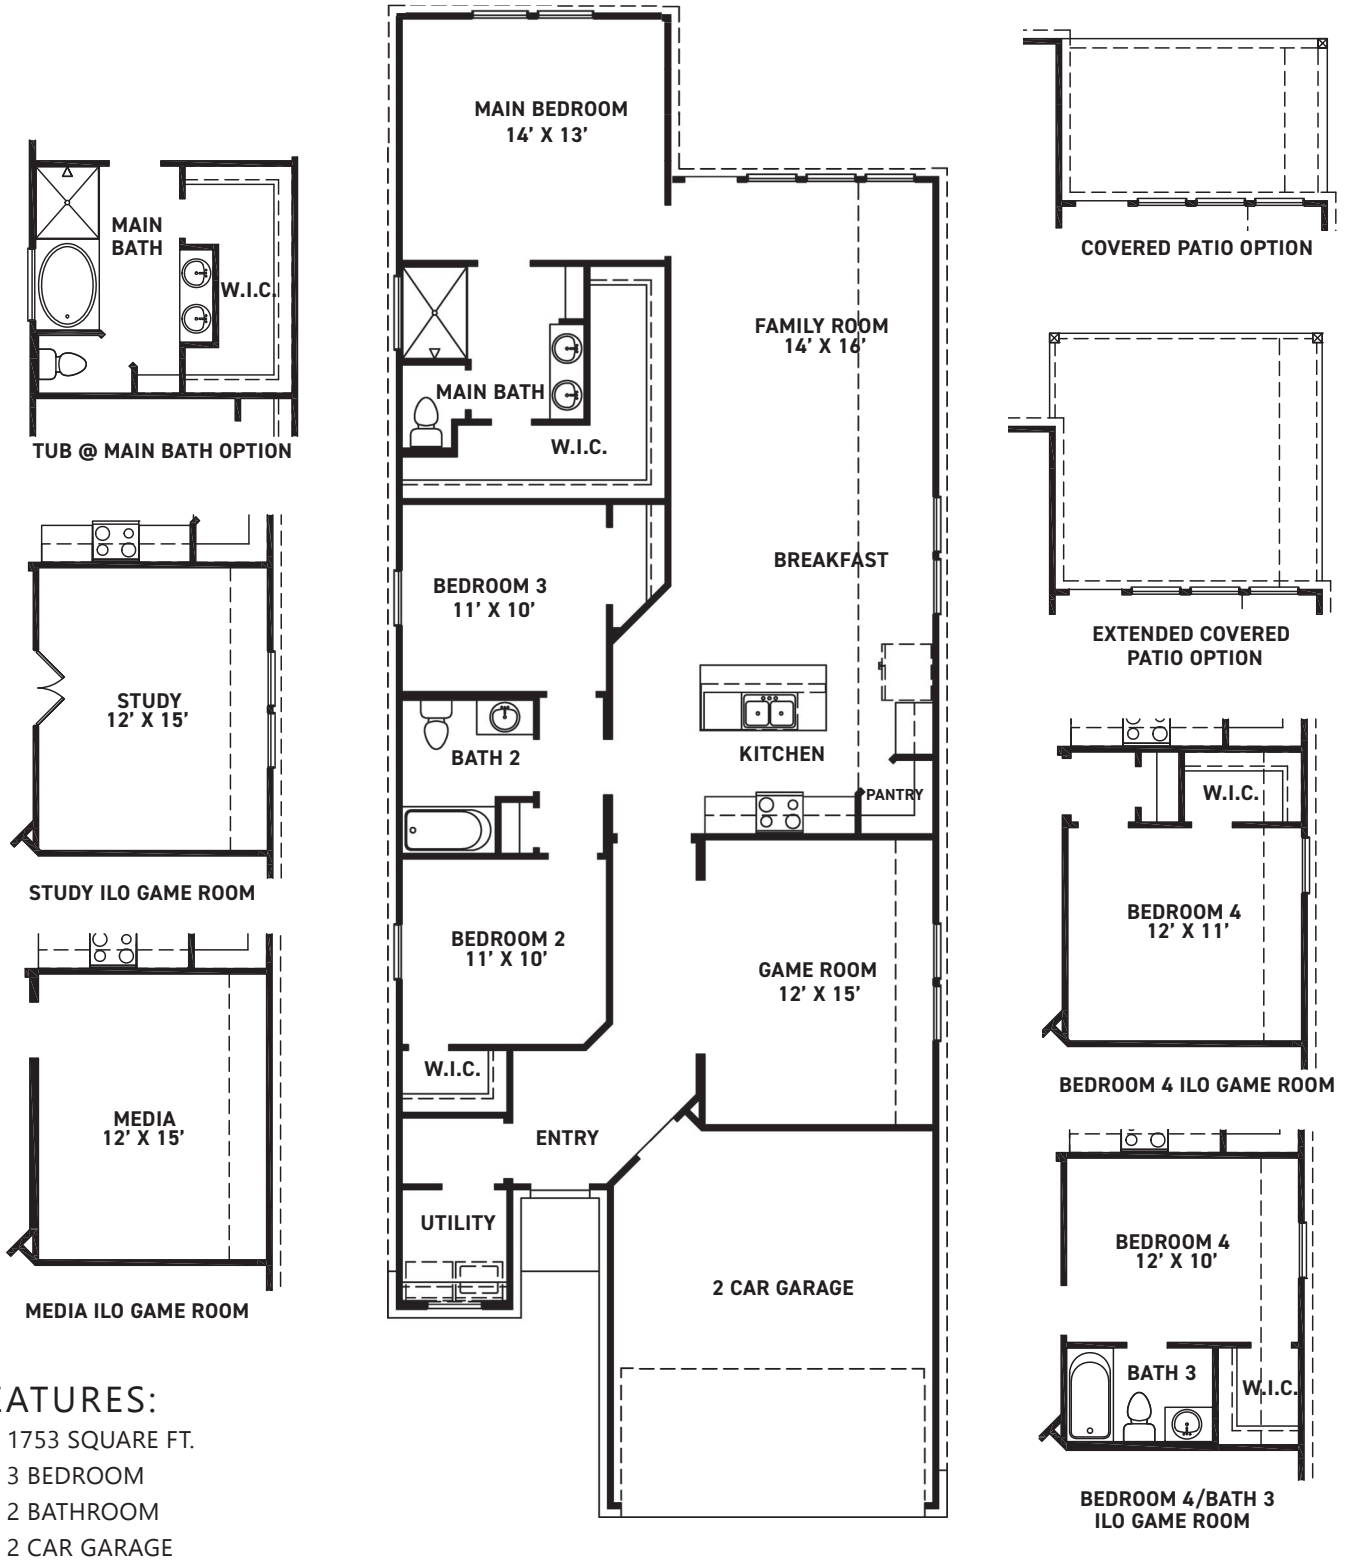 MAIN BEDROOM
14’ X 13’
MAIN
BATH
W.I.C.
TUB @ MAIN BATH OPTION
COVERED PATIO OPTION
FAMILY ROOM
14’ X 16’
MAIN BATH
W.I.C.
BREAKFAST
BEDROOM 3
11’ X 10’
EXTENDED COVERED
PATIO OPTION
STUDY
12’ X 15’
STUDY ILO GAME ROOM
BATH 2
KITCHEN
PANTRY
W.I.C.
BEDROOM 4
12’ X 11’
BEDROOM 4 ILO GAME ROOM
BEDROOM 2
11’ X 10’
GAME ROOM
12’ X 15’
W.I.C.
MEDIA
12’ X 15’
MEDIA ILO GAME ROOM
ENTRY
UTILITY
2 CAR GARAGE
BEDROOM 4
12’ X 10’
BATH 3
W.I.C.
BEDROOM 4/BATH 3
ILO GAME ROOM
EATURES:
1753 SQUARE FT.
3 BEDROOM
2 BATHROOM
2 CAR GARAGE